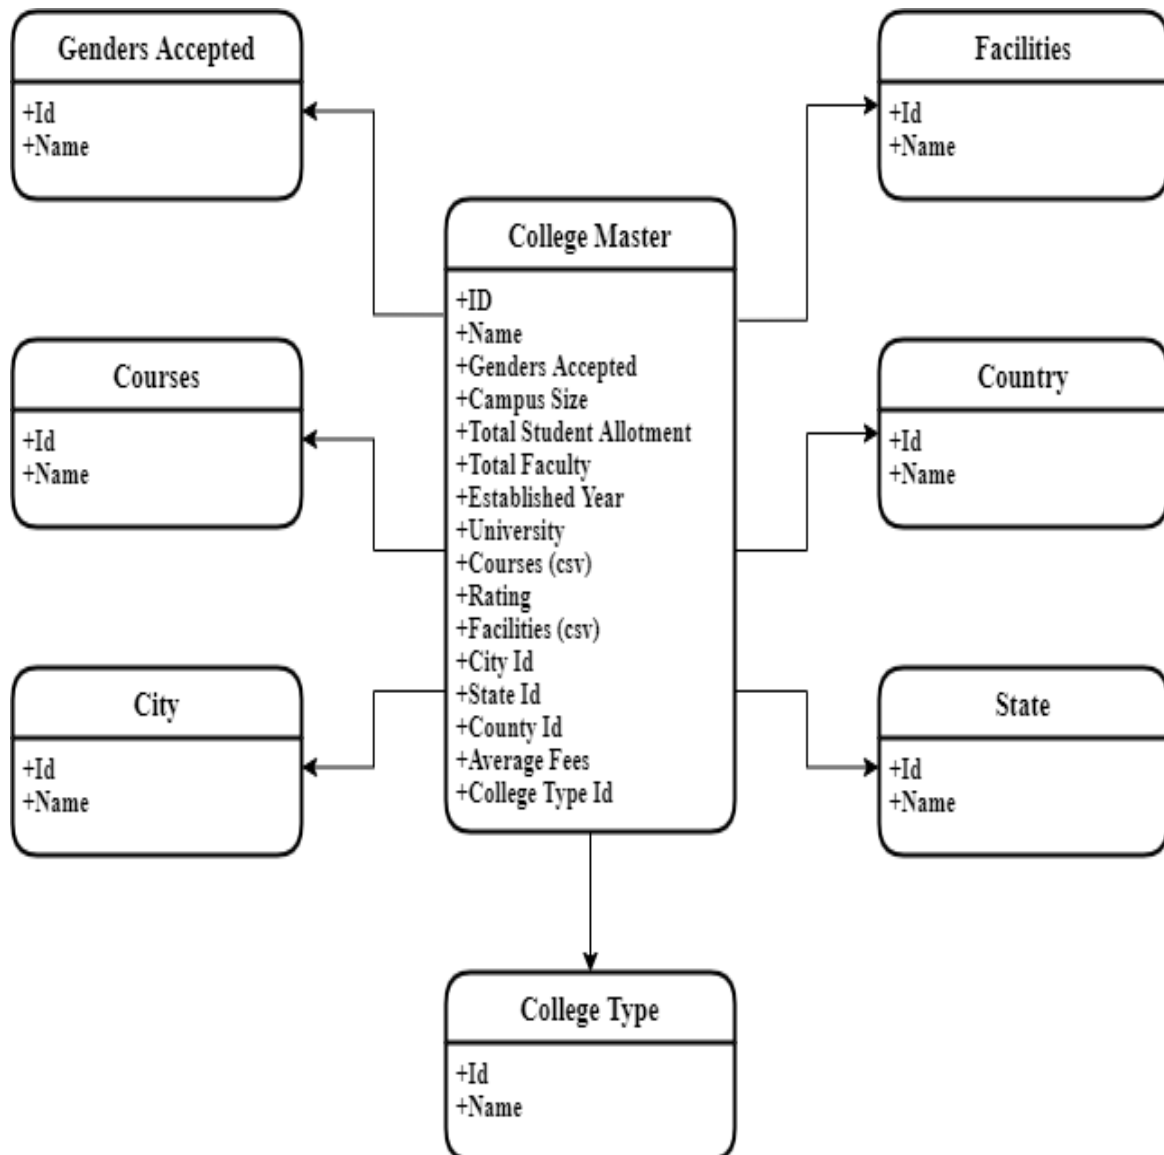 Genders Accepted
+Id
+Name
Facilities
+Id
+Name
College Master
+ID
+Name
+Genders Accepted
+Campus Size
+Total Student Allotment
+Total Faculty
+Established Year
+University
+Courses (csv)
+Rating
+Facilities (csv)
+City Id
+State Id
+County Id
+Average Fees
+College Type Id
Courses
+Id
+Name
Country
+Id
+Name
City
+Id
+Name
State
+Id
+Name
College Type
+Id
+Name